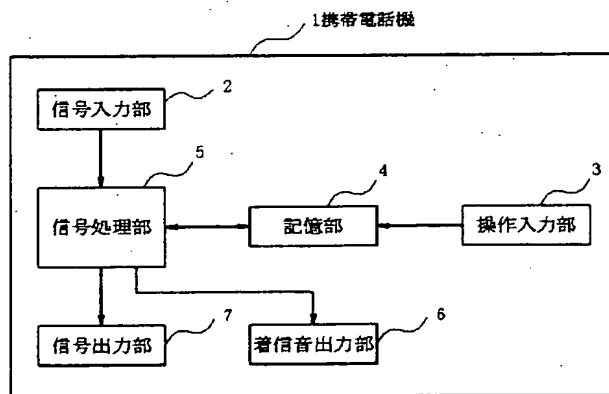 1携帯電話機
2
信号入力部
5
4
3
信号処理部
記憶部
操作入力部
7
6
信号出力部
着信音出力部